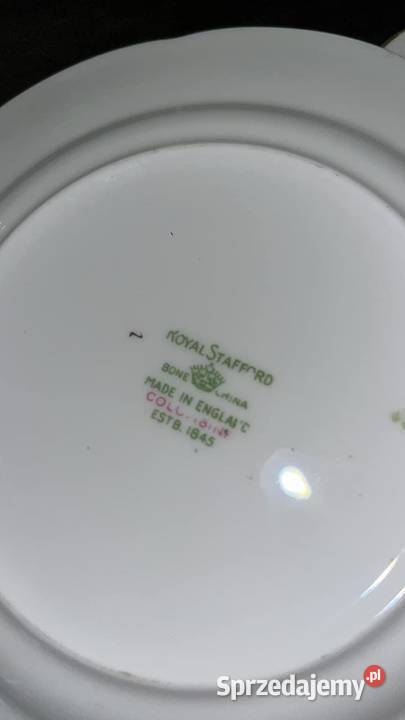 ROYAL STAFFORD
BONE CHINA
MADE IN ENGLAND
ESTB. 1845
Sprzedajemy.pl